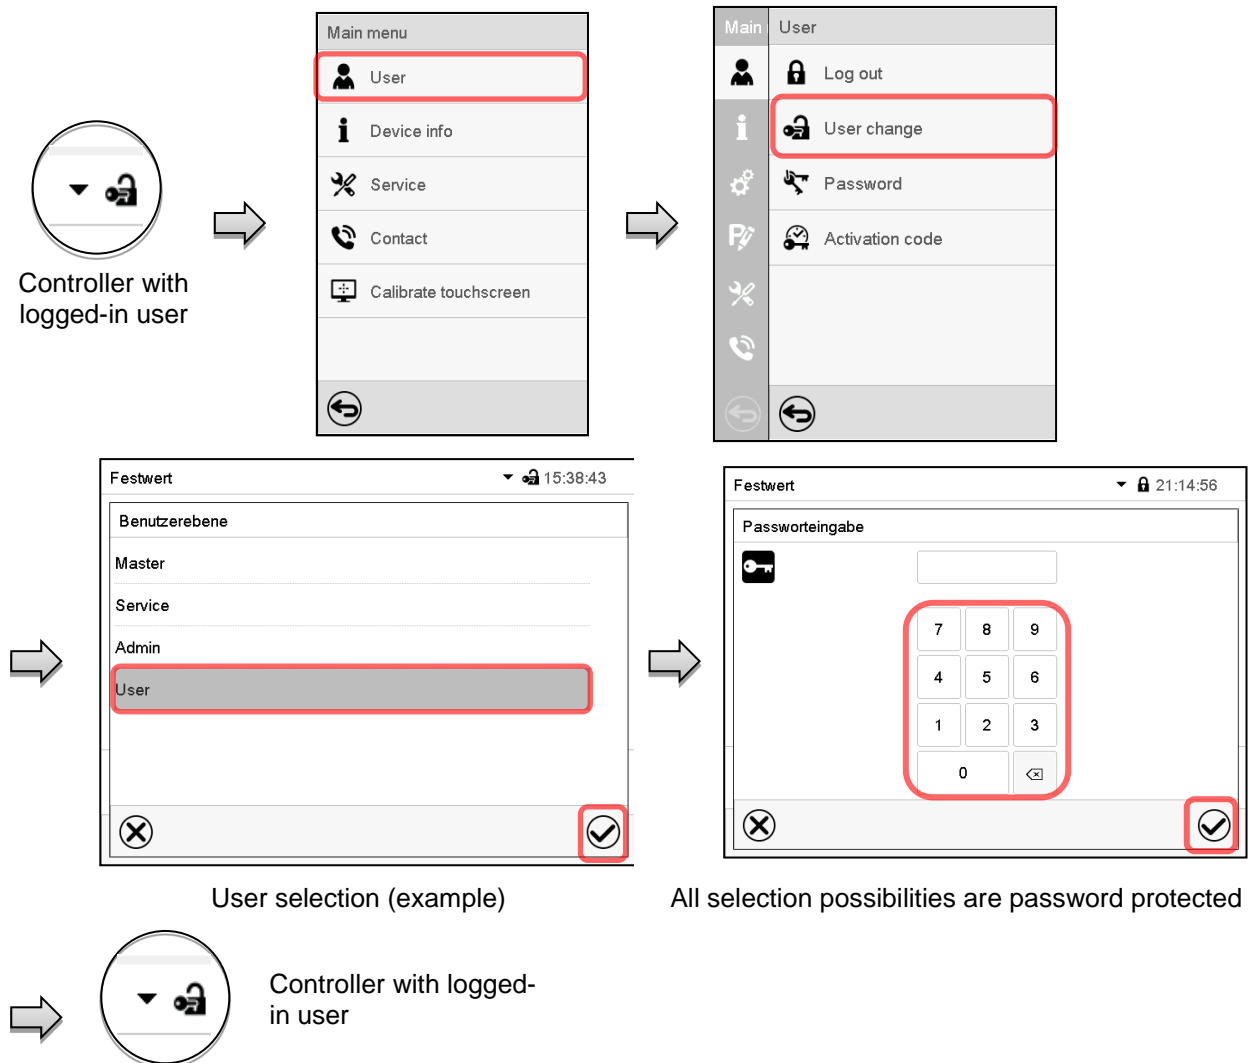 Main menu
User
Device info
Service
Contact
Calibrate touchscreen
Main
User
Log out
User change
Password
Activation code
Controller with
logged-in user
Festwert 15:38:43
Benutzerebene
Master
Service
Admin
User
User selection (example)
Festwert 21:14:56
Passworteingabe
7 8 9
4 5 6
1 2 3
0
All selection possibilities are password protected
Controller with logged-
in user